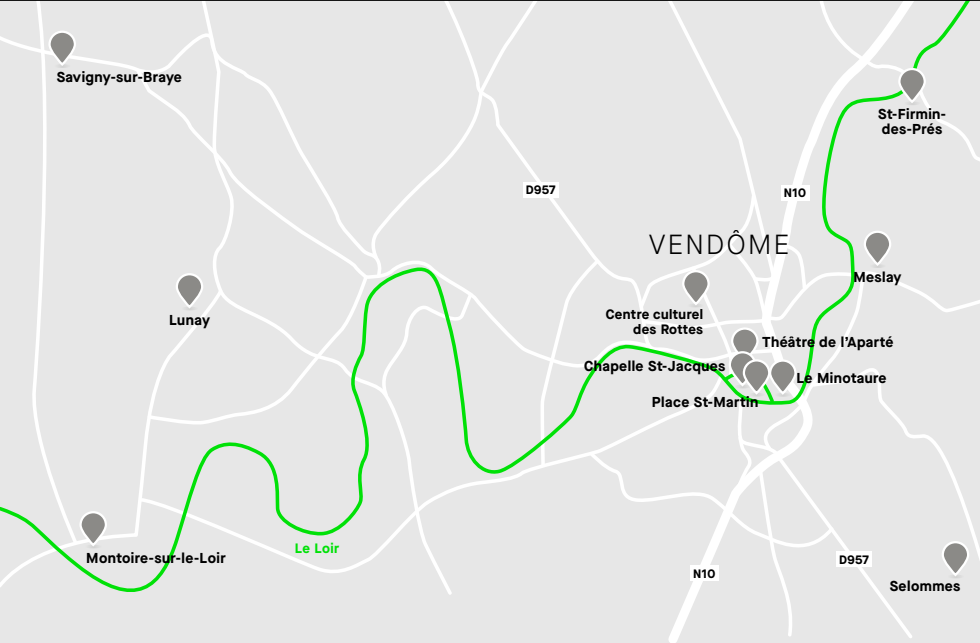 Savigny-sur-Braye
St-Firmin-
des-Prés
D957
N10
VENDÔME
Meslay
Lunay
Centre culturel
des Rottes
Théâtre de l'Aparté
Chapelle St-Jacques
Le Minotaure
Place St-Martin
Le Loir
Montoire-sur-le-Loir
D957
N10
Selommes